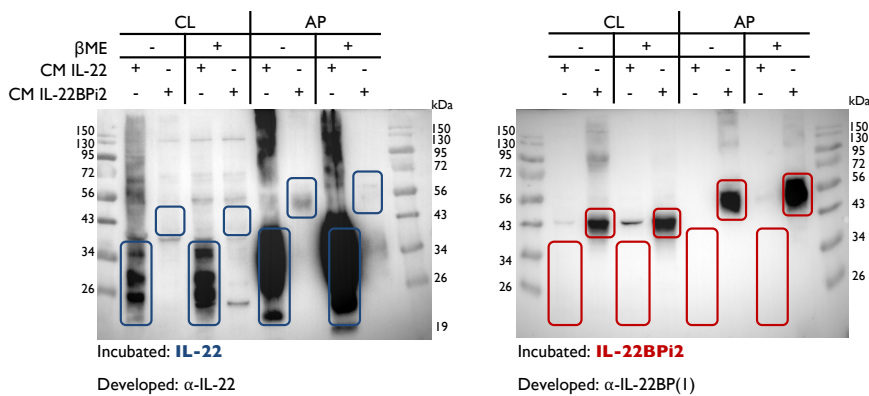 CL AP
βME - + - +
CM IL-22 + - + - + - + -
CM IL-22BPi2 - + - + - + - +
kDa
150 150
130 130
95 95
72 72
56 56
43 43
34 34
26 26
19
Incubated: IL-22
Developed: α-IL-22
CL AP
- + - +
+ - + - + - + -
- + - + - + - +
kDa
150 150
130 130
95 95
72 72
56 56
43 43
34 34
26 26
Incubated: IL-22BPi2
Developed: α-IL-22BP(1)